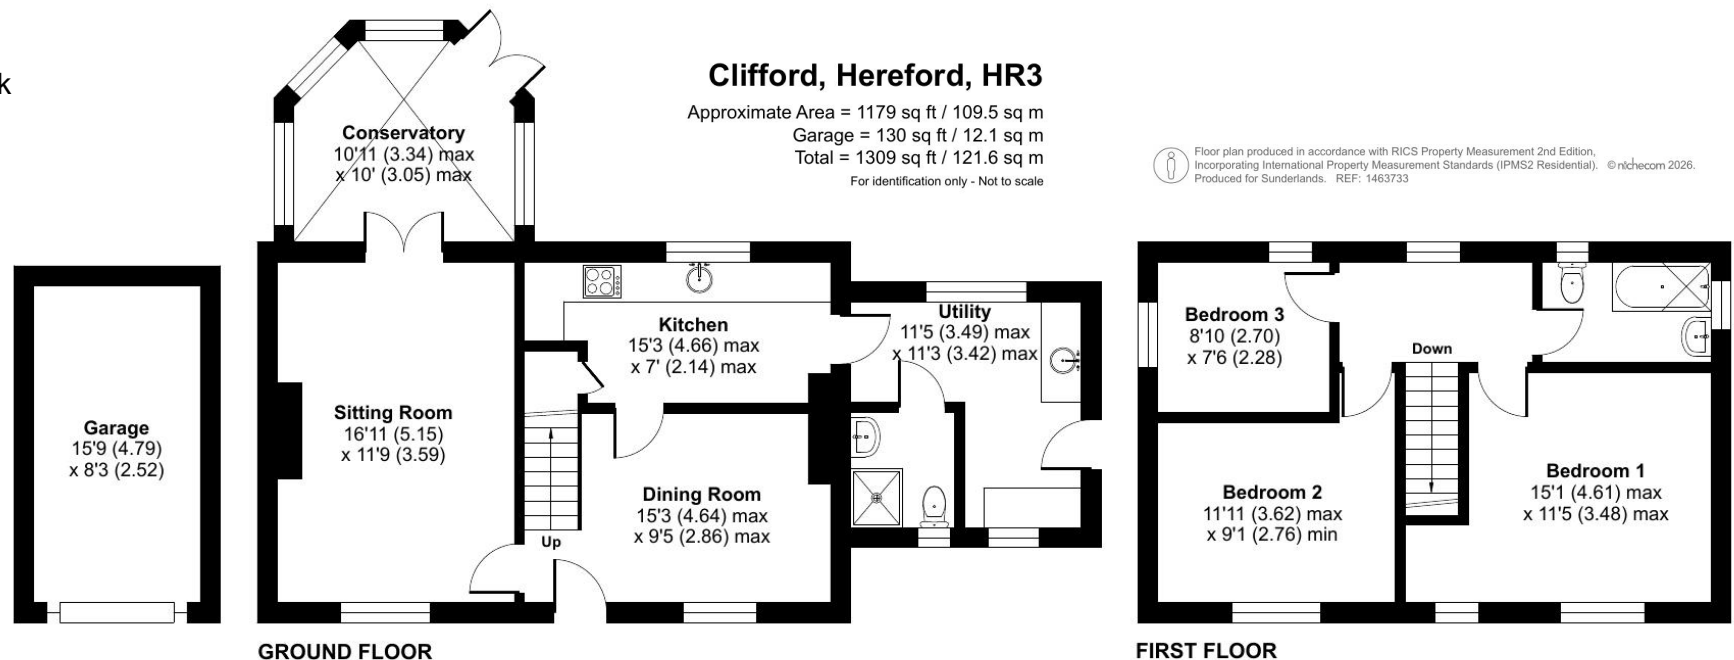 k
Clifford, Hereford, HR3
Approximate Area = 1179 sq ft / 109.5 sq m
Garage = 130 sq ft / 12.1 sq m
Total = 1309 sq ft / 121.6 sq m
For identification only - Not to scale
Floor plan produced in accordance with RICS Property Measurement 2nd Edition,
Incorporating International Property Measurement Standards (IPMS2 Residential). © nichecom 2026.
Produced for Sunderlands. REF: 1463733
Conservatory
10'11 (3.34) max
x 10' (3.05) max
Garage
15'9 (4.79)
x 8'3 (2.52)
Sitting Room
16'11 (5.15)
x 11'9 (3.59)
Kitchen
15'3 (4.66) max
x 7' (2.14) max
Utility
11'5 (3.49) max
x 11'3 (3.42) max
Dining Room
15'3 (4.64) max
x 9'5 (2.86) max
Up
GROUND FLOOR
Bedroom 3
8'10 (2.70)
x 7'6 (2.28)
Down
Bedroom 2
11'11 (3.62) max
x 9'1 (2.76) min
Bedroom 1
15'1 (4.61) max
x 11'5 (3.48) max
FIRST FLOOR